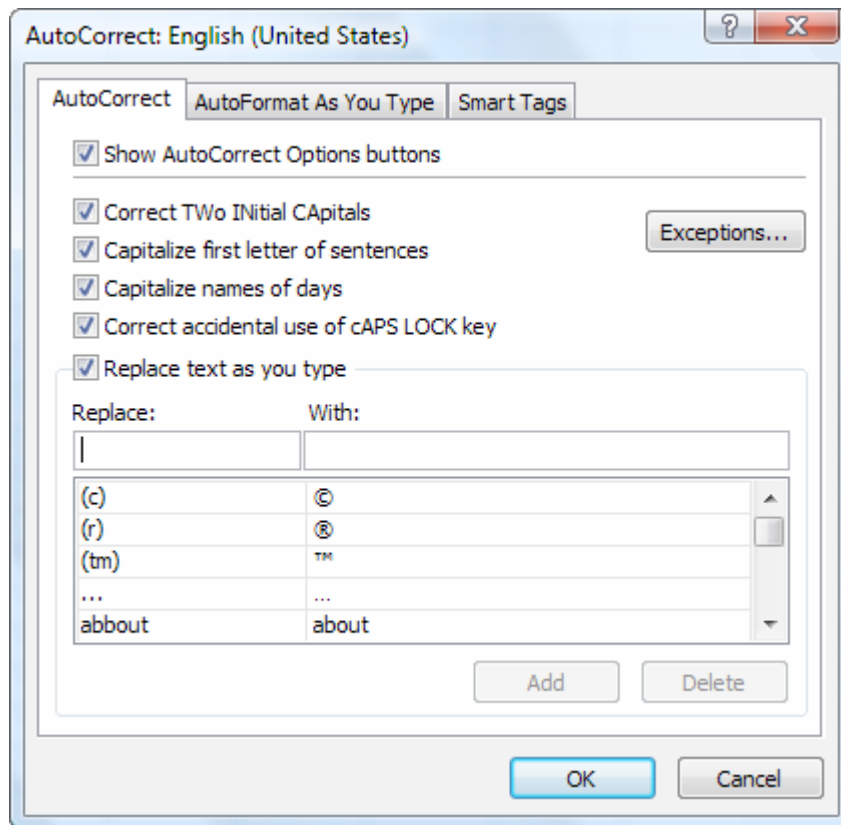 AutoCorrect: English (United States)
AutoCorrect AutoFormat As You Type Smart Tags
Show AutoCorrect Options buttons
Correct TWo INitial CApitals
Exceptions...
Capitalize first letter of sentences
Capitalize names of days
Correct accidental use of cAPS LOCK key
Replace text as you type
Replace: With:
(c) ©
(r) ®
(tm) ™
... …
abbout about
Add Delete
OK Cancel